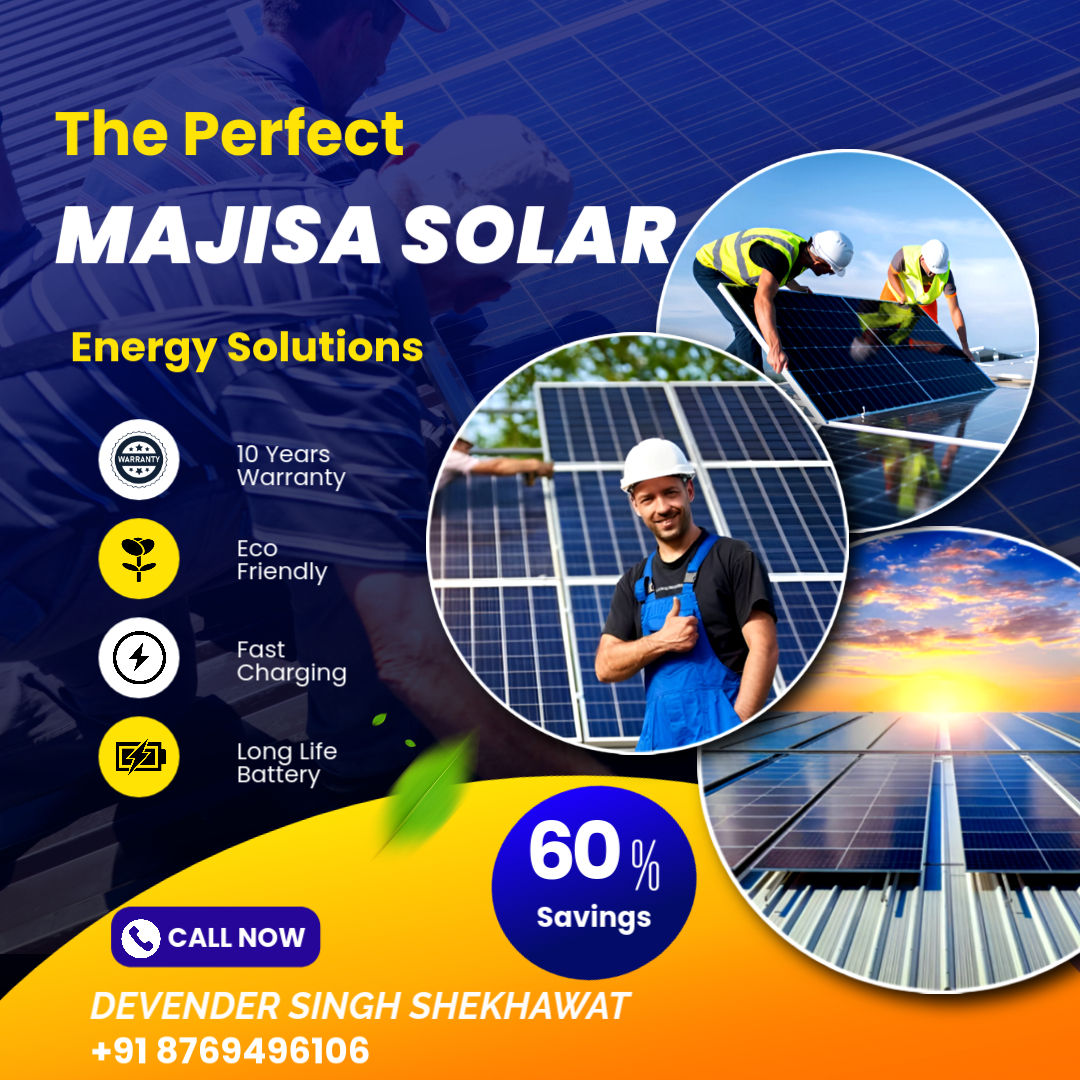 The Perfect
MAJISA SOLAR
Energy Solutions
WARRANTY
10 Years
Warranty
Eco
Friendly
Fast
Charging
Long Life
Battery
60 %
Savings
CALL NOW
DEVENDER SINGH SHEKHAWAT
+91 8769496106